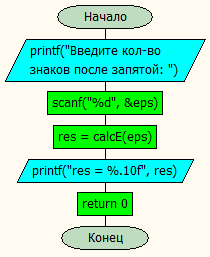 Начало
printf("Введите кол-во
знаков после запятой: ")
scanf("%d", &eps)
res = calcE(eps)
printf("res = %.10f", res)
return 0
Конец